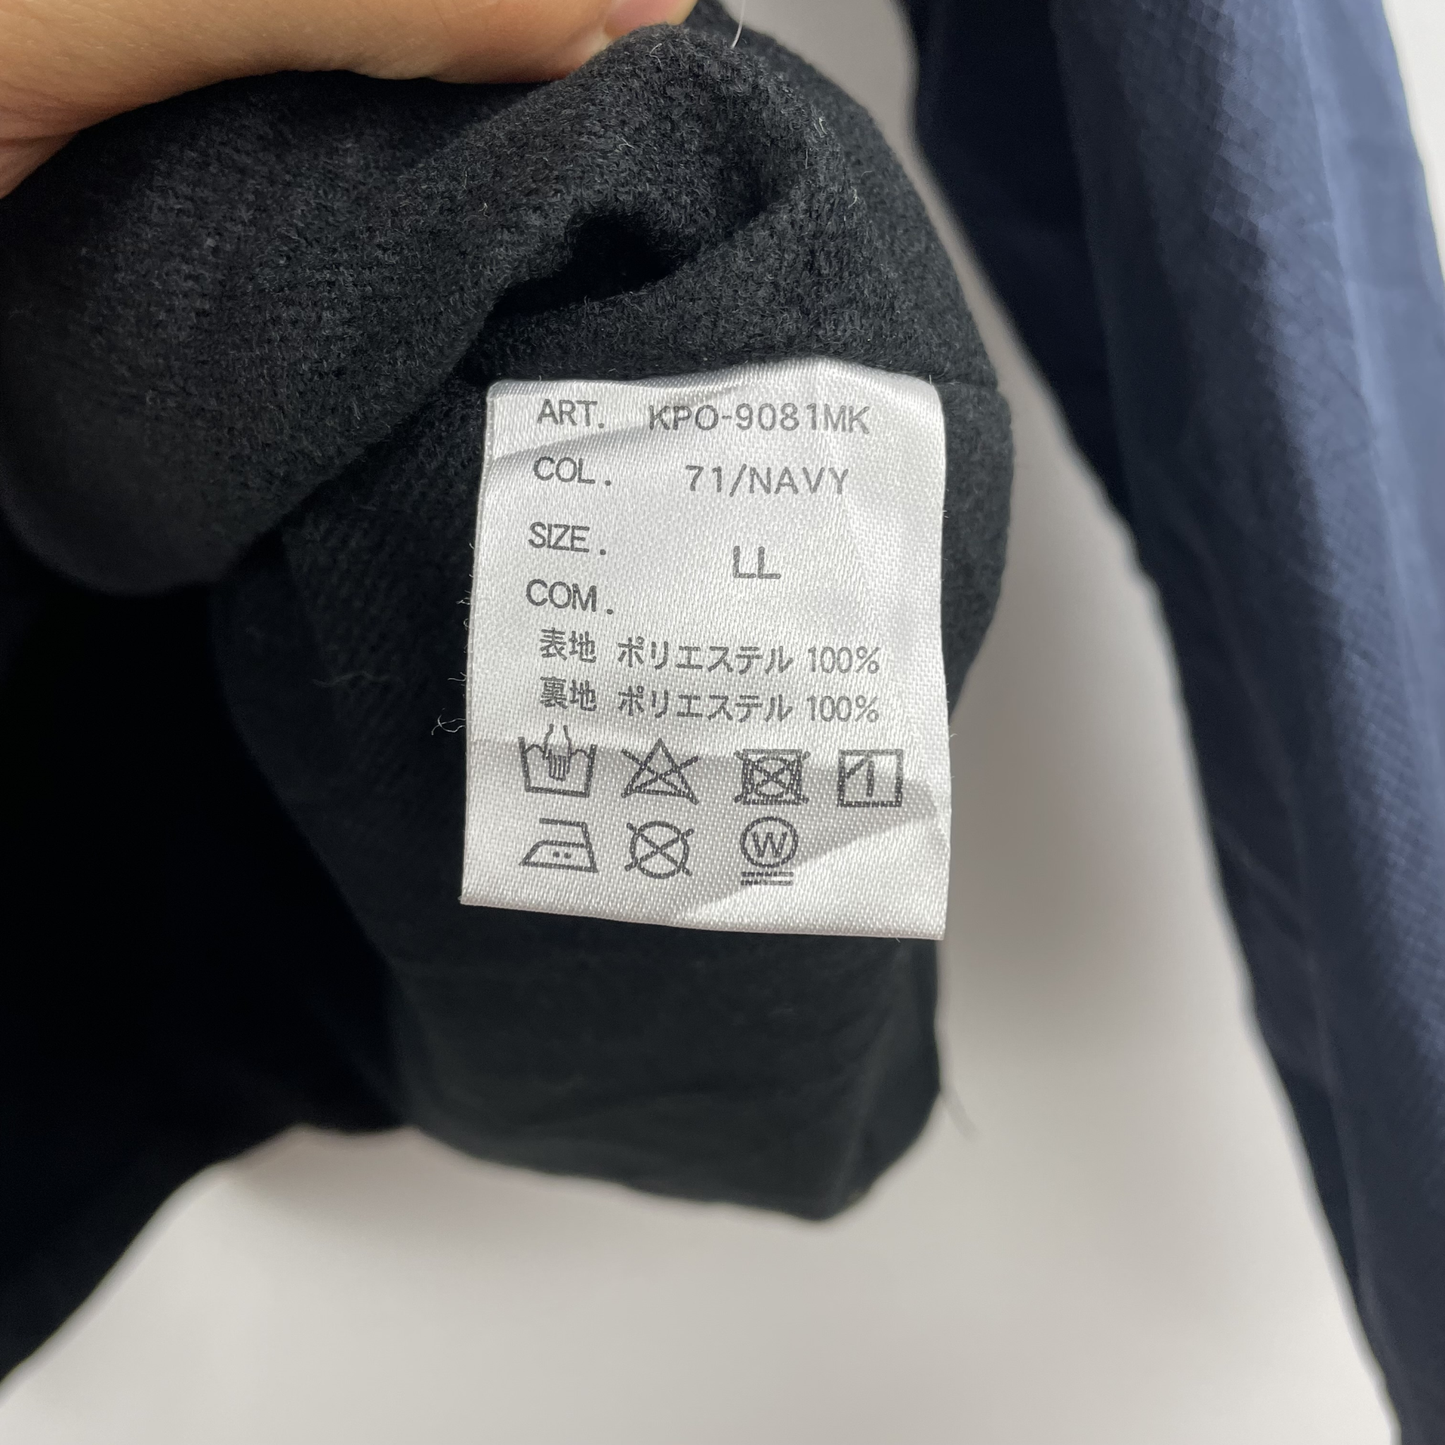 ART. KPO-9081MK
COL. 71/NAVY
SIZE. LL
COM.
表地 ポリエステル 100%
裏地 ポリエステル 100%
W